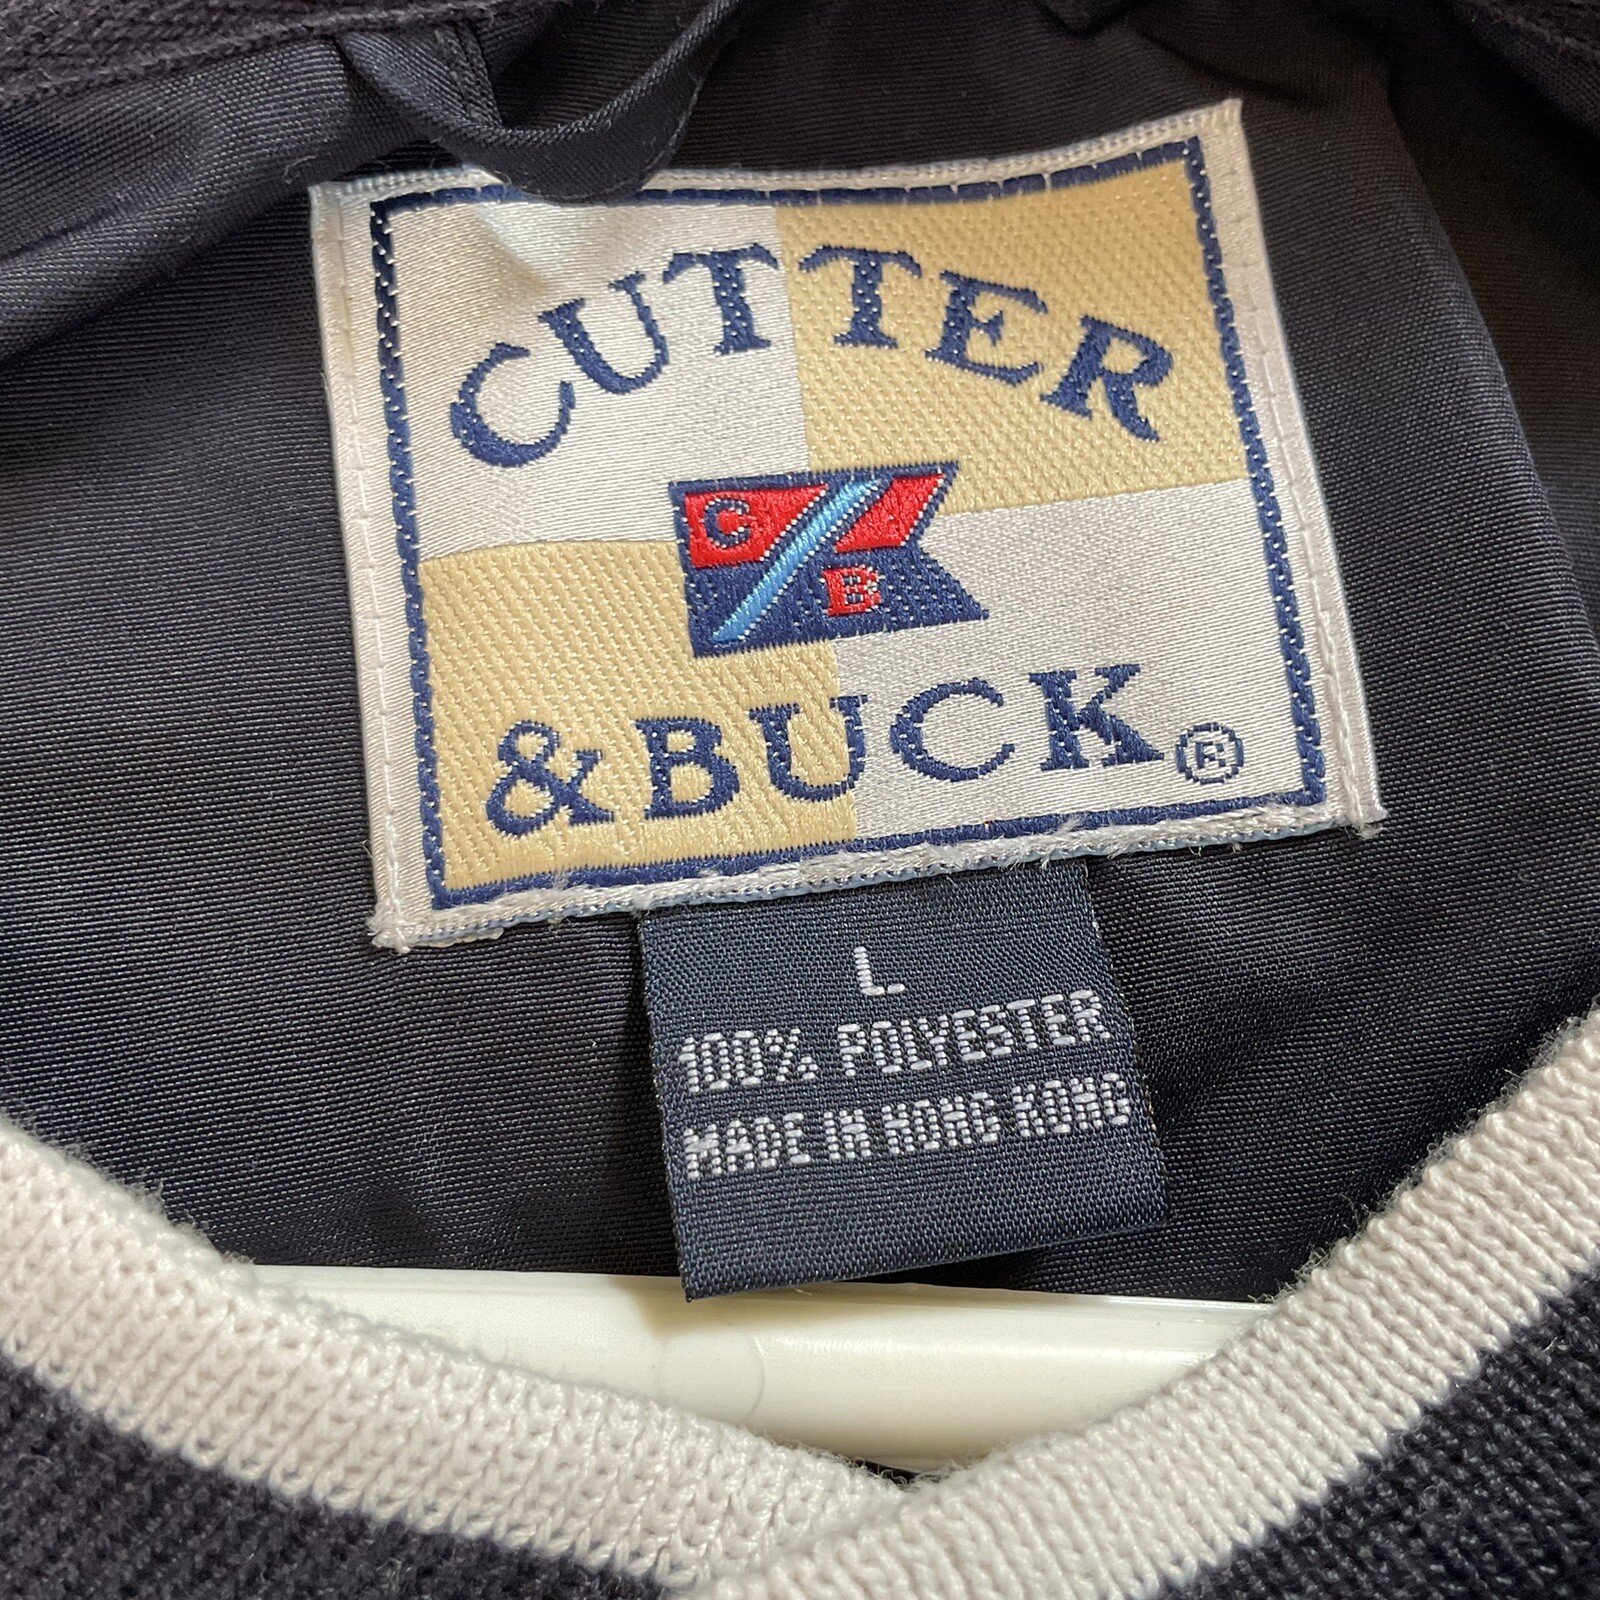 CUTTER
C
B
& BUCK®
L
100% POLYESTER
MADE IN HONG KONG